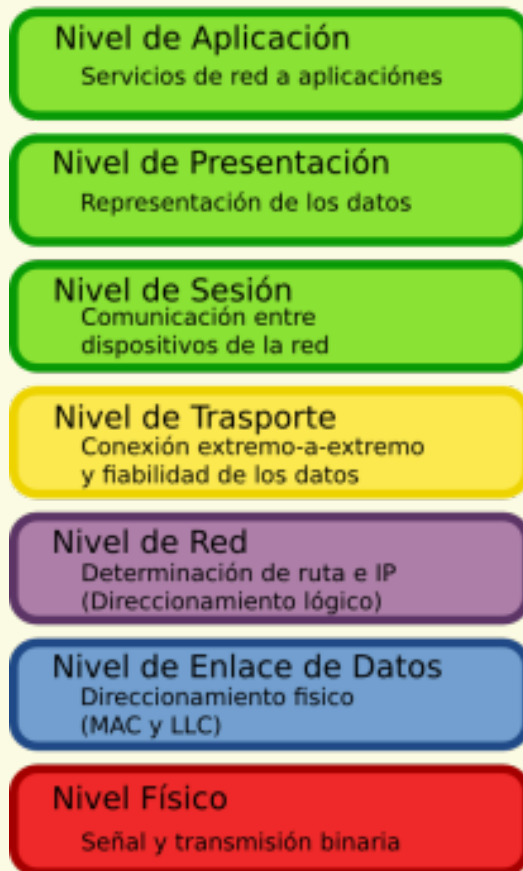 Nivel de Aplicación
Servicios de red a aplicaciónes
Nivel de Presentación
Representación de los datos
Nivel de Sesión
Comunicación entre
dispositivos de la red
Nivel de Trasporte
Conexión extremo-a-extremo
y fiabilidad de los datos
Nivel de Red
Determinación de ruta e IP
(Direccionamiento lógico)
Nivel de Enlace de Datos
Direccionamiento fisico
(MAC y LLC)
Nivel Físico
Señal y transmisión binaria